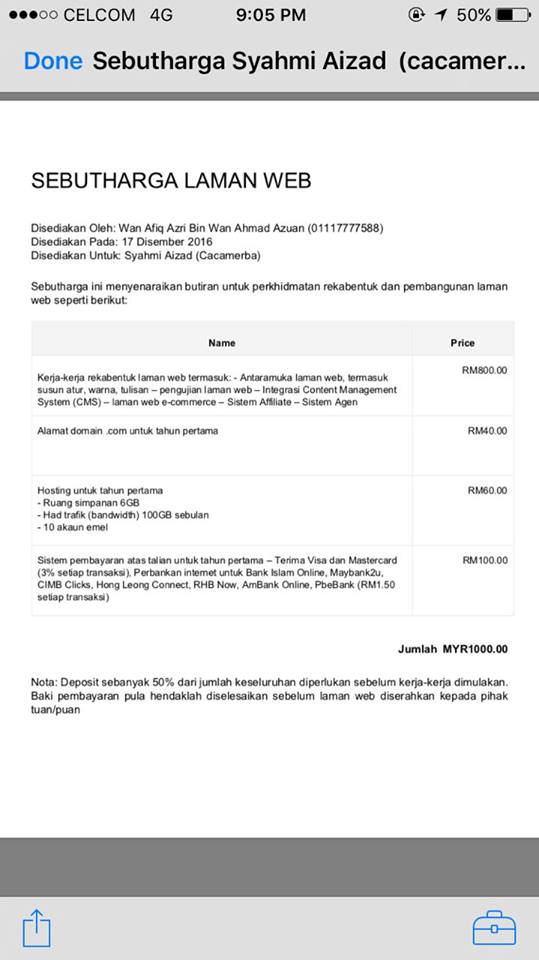 CELCOM 4G 9:05 PM 50%
Done Sebutharga Syahmi Aizad (cacamer...
SEBUTHARGA LAMAN WEB
Disediakan Oleh: Wan Afiq Azri Bin Wan Ahmad Azuan (01117777588)
Disediakan Pada: 17 Disember 2016
Disediakan Untuk: Syahmi Aizad (Cacamerba)
Sebutharga ini menyenaraikan butiran untuk perkhidmatan rekabentuk dan pembangunan laman
web seperti berikut:
Name Price
Kerja-kerja rekabentuk laman web termasuk: - Antaramuka laman web, termasuk RM800.00
susun atur, warna, tulisan – pengujian laman web – Integrasi Content Management
System (CMS) – laman web e-commerce – Sistem Affiliate – Sistem Agen
Alamat domain .com untuk tahun pertama RM40.00
Hosting untuk tahun pertama RM60.00
- Ruang simpanan 6GB
- Had trafik (bandwidth) 100GB sebulan
- 10 akaun emel
Sistem pembayaran atas talian untuk tahun pertama – Terima Visa dan Mastercard RM100.00
(3% setiap transaksi), Perbankan internet untuk Bank Islam Online, Maybank2u,
CIMB Clicks, Hong Leong Connect, RHB Now, AmBank Online, PbeBank (RM1.50
setiap transaksi)
Jumlah MYR1000.00
Nota: Deposit sebanyak 50% dari jumlah keseluruhan diperlukan sebelum kerja-kerja dimulakan.
Baki pembayaran pula hendaklah diselesaikan sebelum laman web diserahkan kepada pihak
tuan/puan